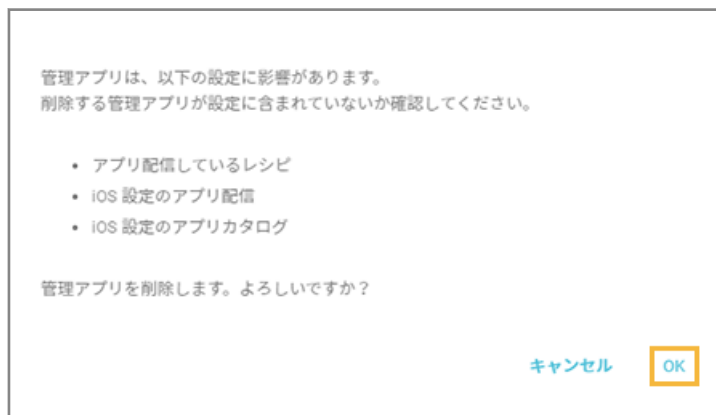 管理アプリは、以下の設定に影響があります。
削除する管理アプリが設定に含まれていないか確認してください。
• アプリ配信しているレシピ
• iOS 設定のアプリ配信
• iOS 設定のアプリカタログ
管理アプリを削除します。よろしいですか？
キャンセル OK